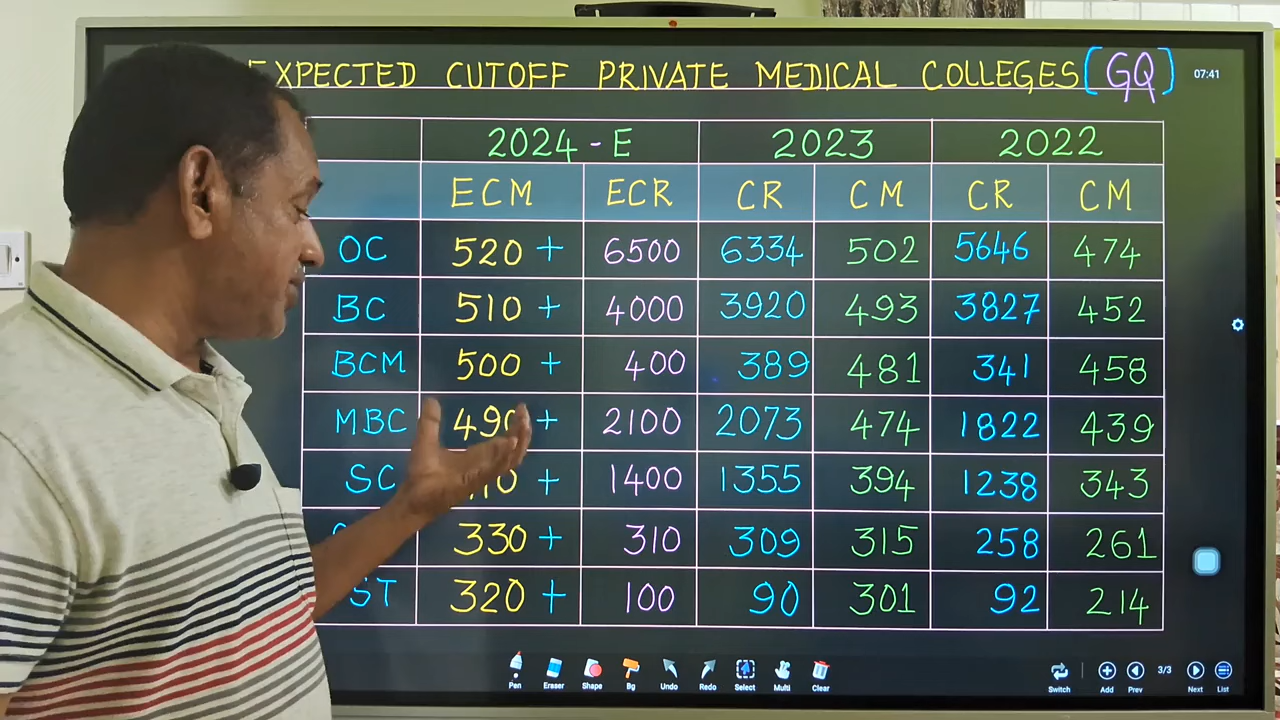 EXPECTED CUTOFF PRIVATE MEDICAL COLLEGES (GQ) 07:41
2024-E 2023 2022
ECM ECR CR CM CR CM
OC 520+ 6500 6334 502 5646 474
BC 510+ 4000 3920 493 3827 452
BCM 500+ 400 389 481 341 458
MBC 490+ 2100 2073 474 1822 439
SC + 1400 1355 394 1238 343
330+ 310 309 315 258 261
ST 320+ 100 90 301 92 214
Pen Eraser Shape Bg Undo Redo Select Multi Clear Switch Add Prev 3/3 Next List